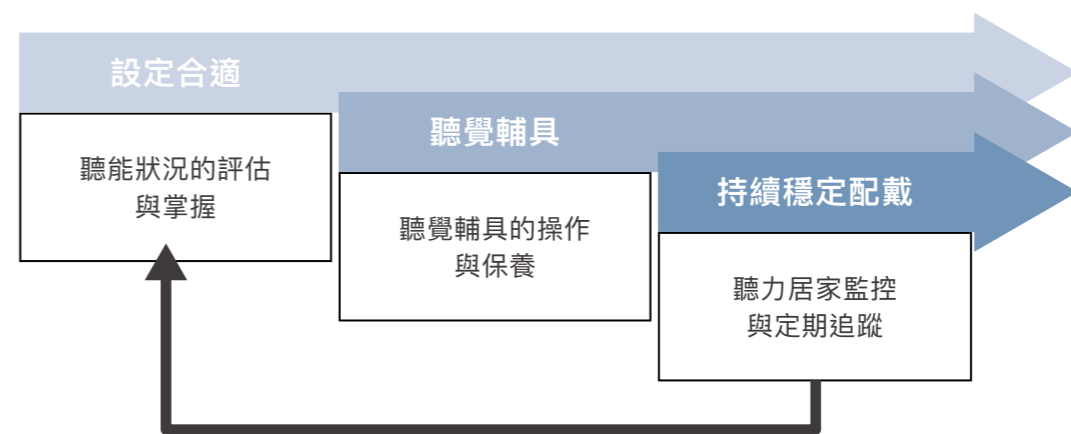 設定合適
聽能狀況的評估
與掌握
聽覺輔具
聽覺輔具的操作
與保養
持續穩定配戴
聽力居家監控
與定期追蹤